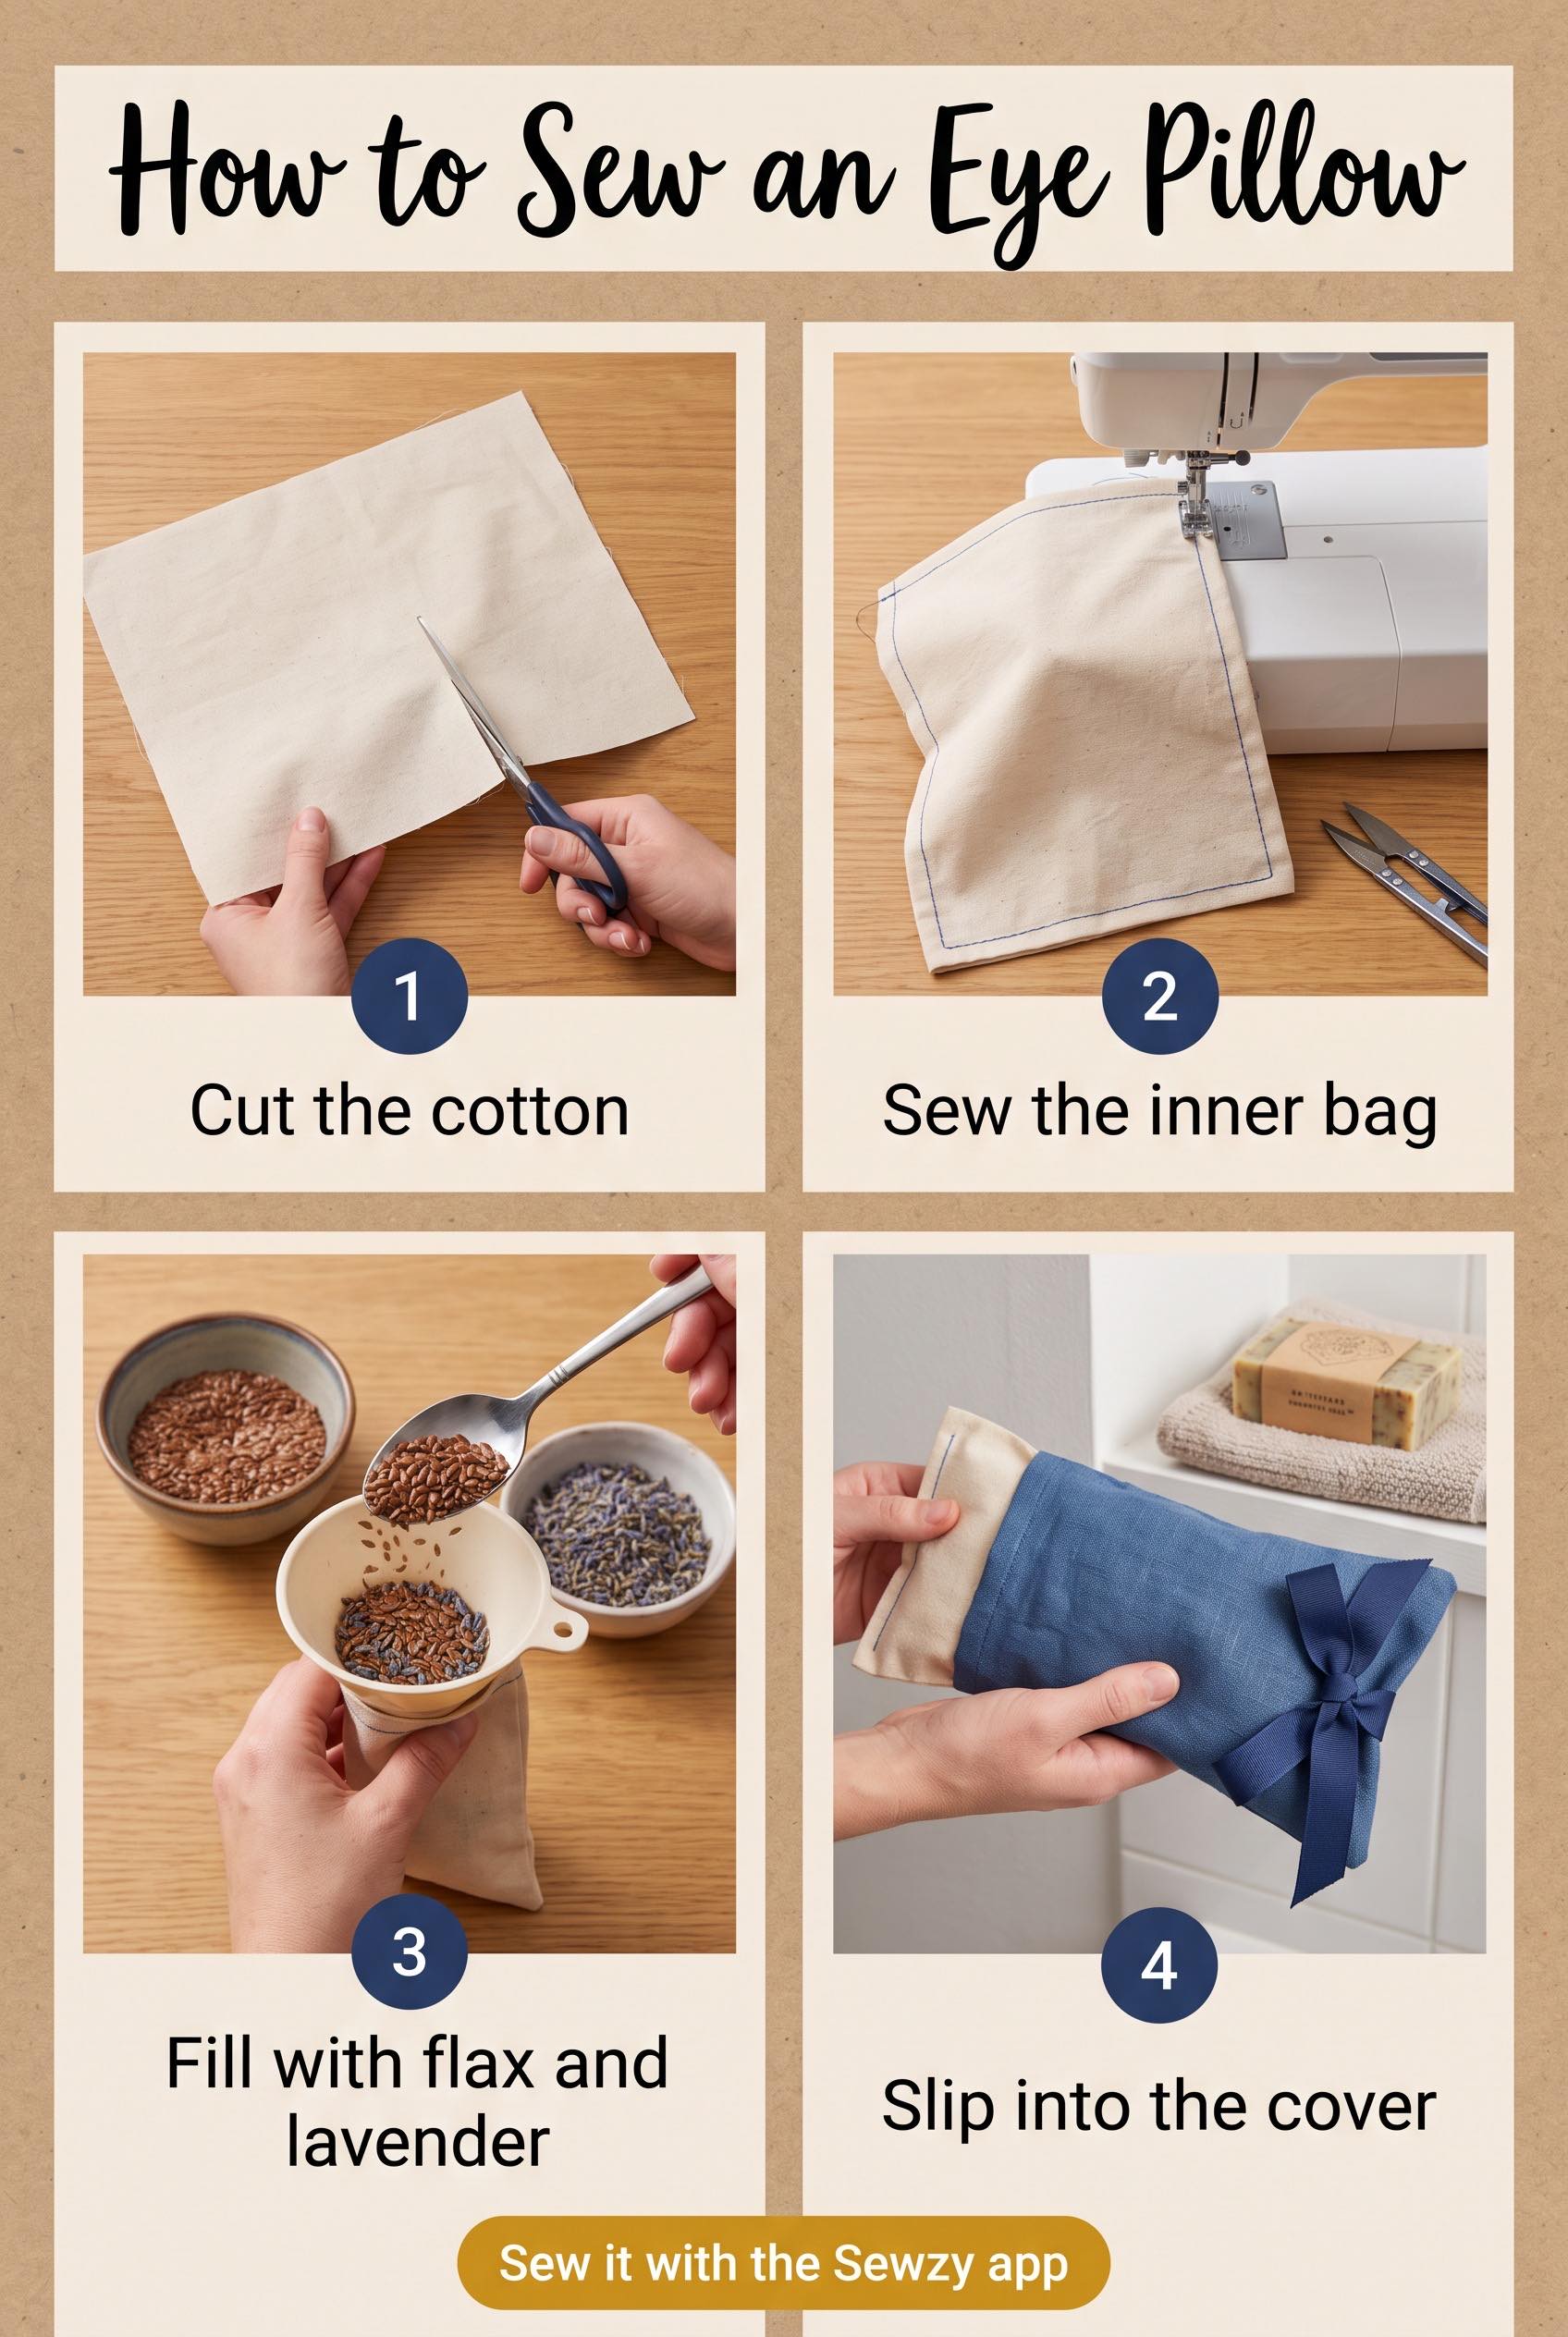 How to Sew an Eye Pillow
1
Cut the cotton
2
Sew the inner bag
3
Fill with flax and
lavender
4
Slip into the cover
Sew it with the Sewzy app